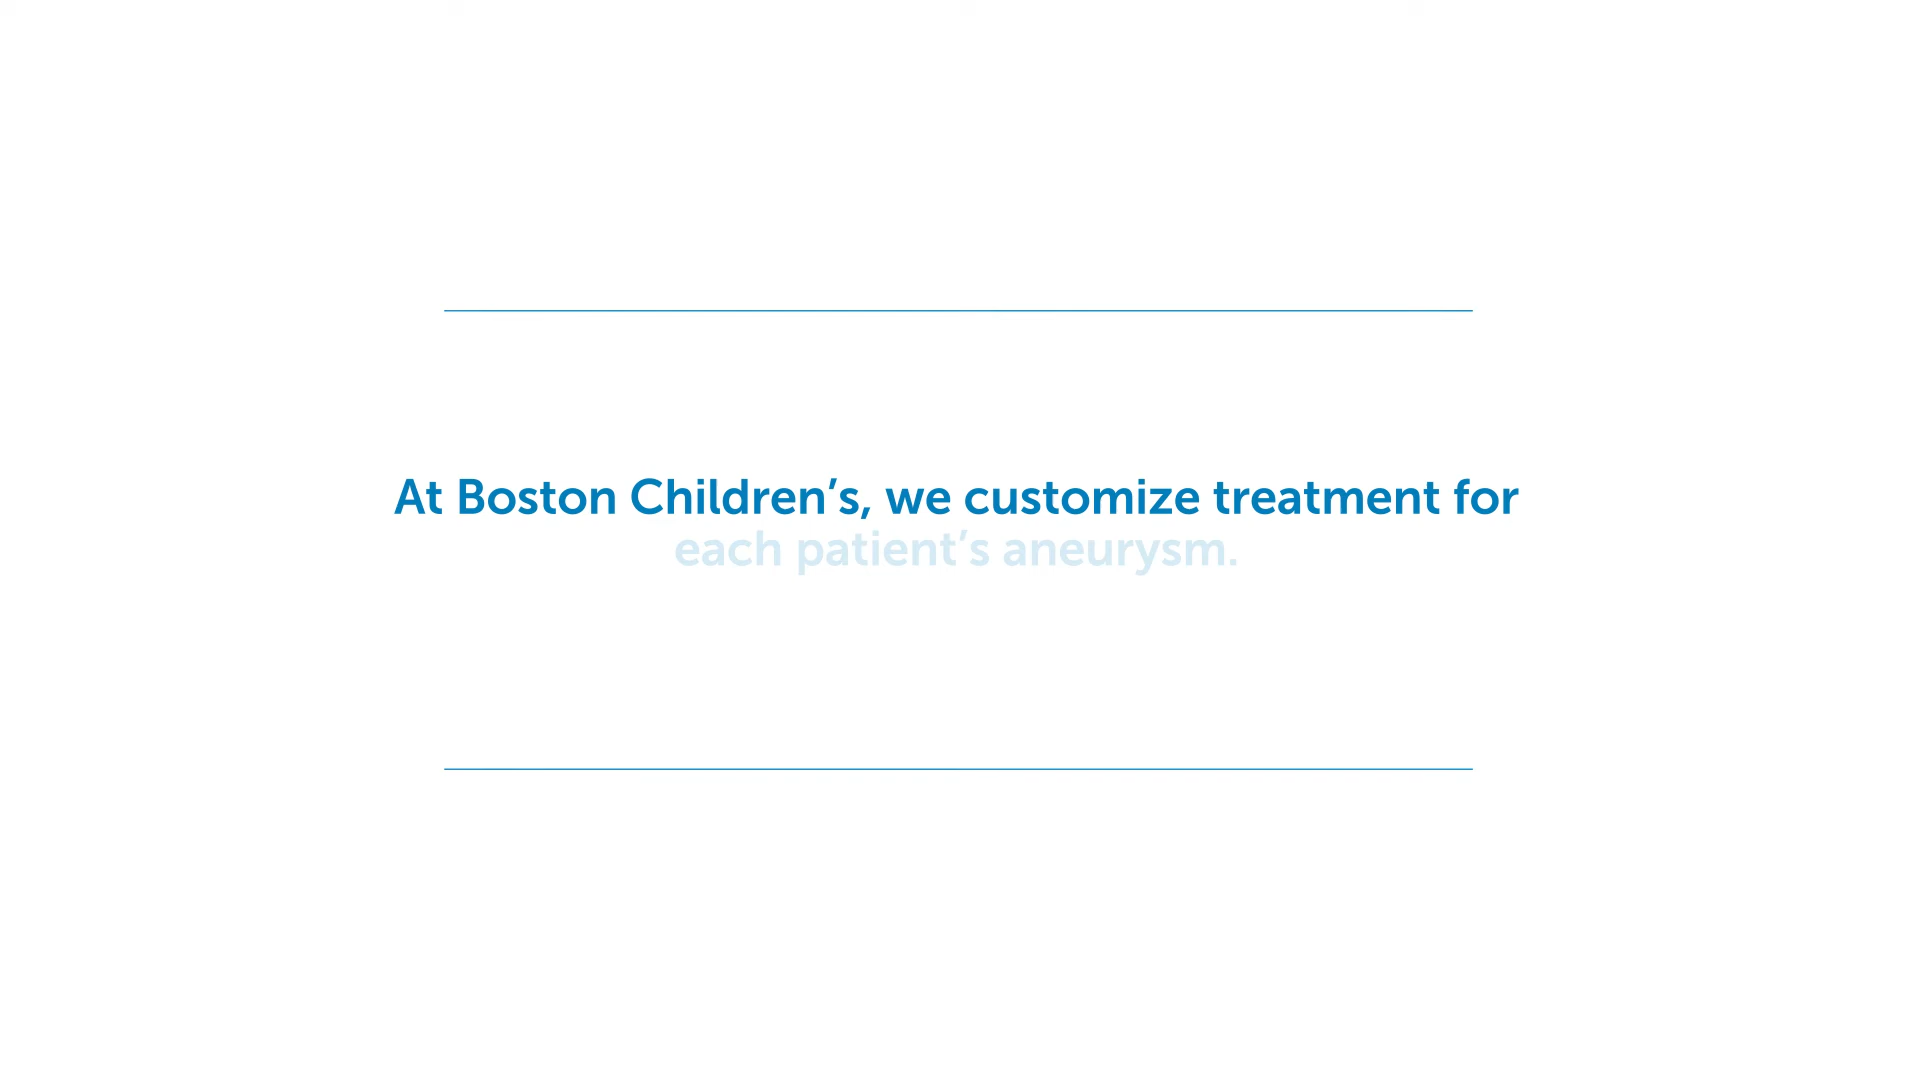 At Boston Children’s, we customize treatment for
each patient’s aneurysm.